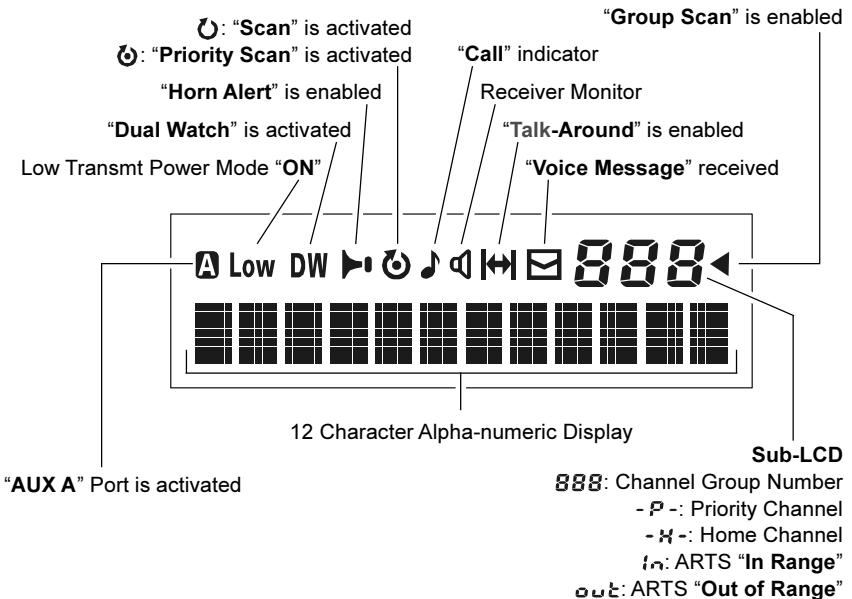 "Group Scan" is enabled
: "Scan" is activated
: "Priority Scan" is activated
"Call" indicator
"Horn Alert" is enabled
Receiver Monitor
"Dual Watch" is activated
"Talk-Around" is enabled
Low Transmt Power Mode "ON"
"Voice Message" received
A Low DW 888
12 Character Alpha-numeric Display
Sub-LCD
"AUX A" Port is activated
888: Channel Group Number
-P-: Priority Channel
-H-: Home Channel
In: ARTS "In Range"
out: ARTS "Out of Range"